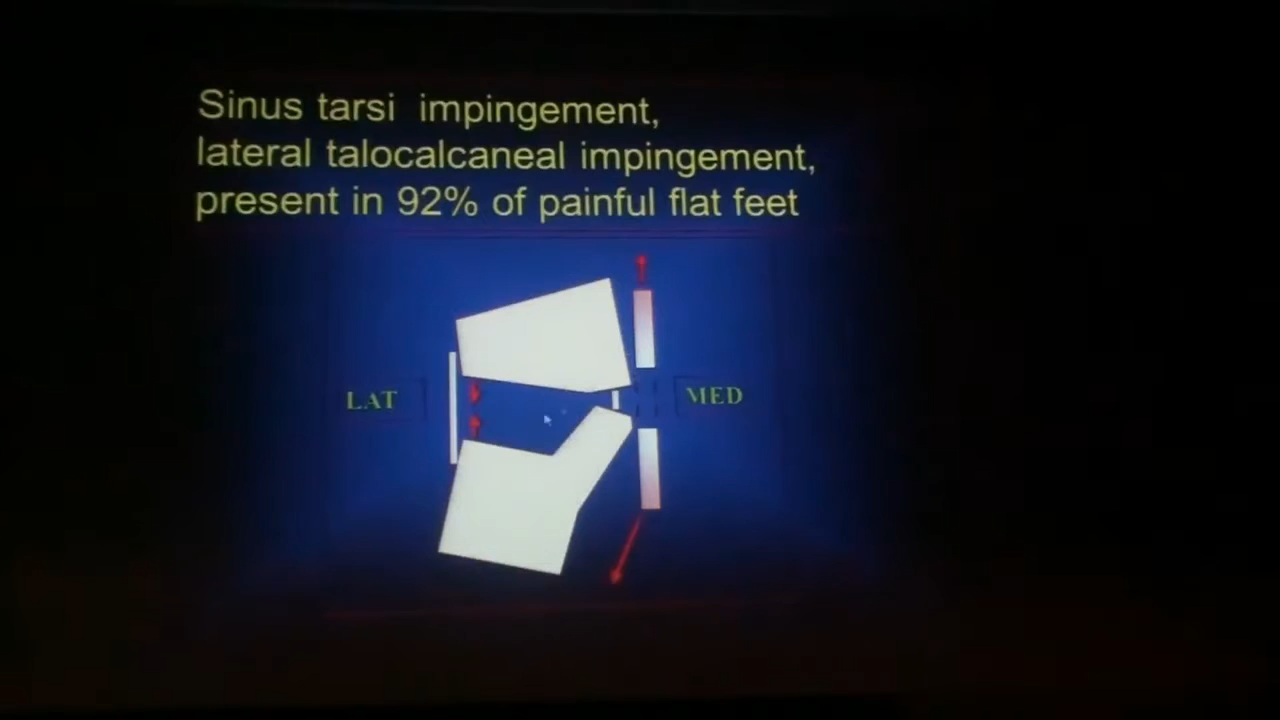 Sinus tarsi impingement,
lateral talocalcaneal impingement,
present in 92% of painful flat feet
LAT
MED